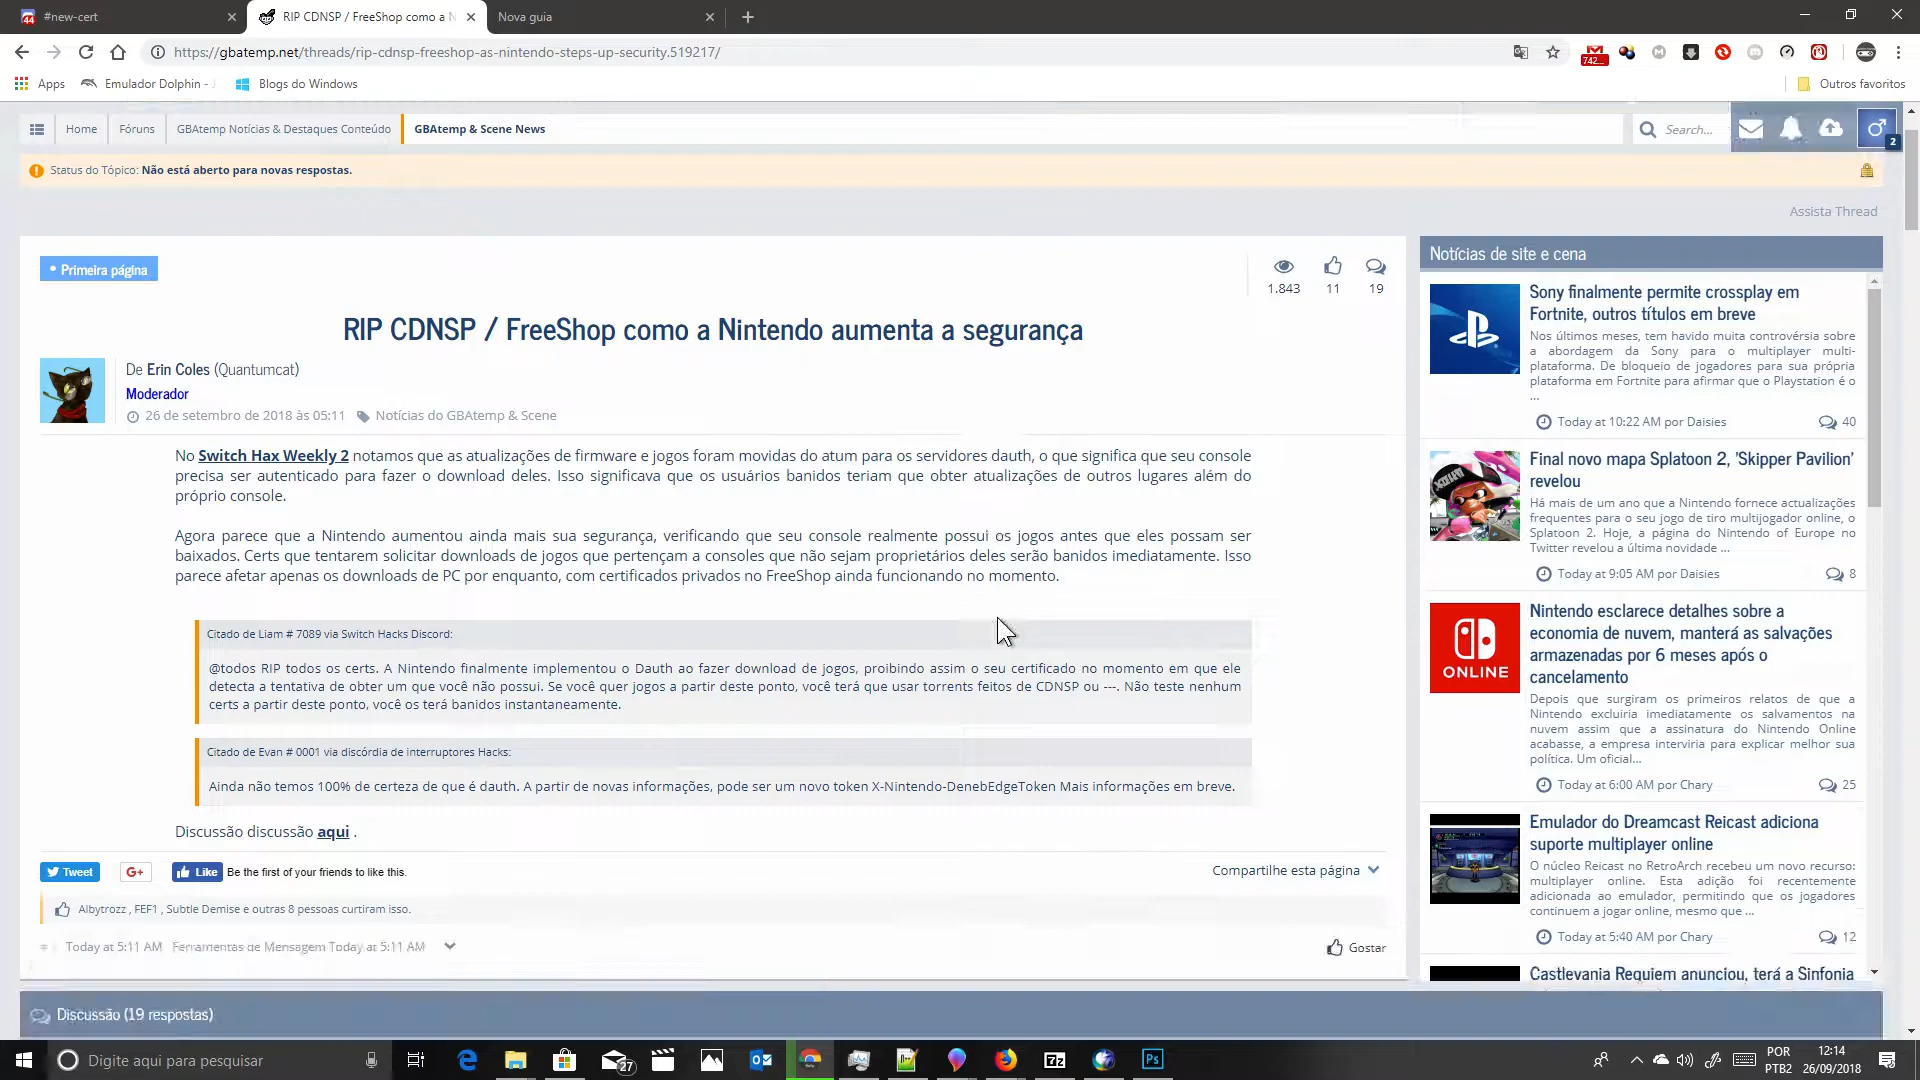 #new-cert
RIP CDNSP / FreeShop como a N
Nova guia
https://gbatemp.net/threads/rip-cdnsp-freeshop-as-nintendo-steps-up-security.519217/
742...
Apps
Emulador Dolphin -
Blogs do Windows
Outros favoritos
Home
Fóruns
GBAtemp Notícias & Destaques Conteúdo
GBAtemp & Scene News
Search...
2
Status do Tópico: Não está aberto para novas respostas.
Assista Thread
• Primeira página
1.843
11
19
RIP CDNSP / FreeShop como a Nintendo aumenta a segurança
De Erin Coles (Quantumcat)
Moderador
26 de setembro de 2018 às 05:11
Notícias do GBAtemp & Scene
No Switch Hax Weekly 2 notamos que as atualizações de firmware e jogos foram movidas do atum para os servidores dauth, o que significa que seu console
precisa ser autenticado para fazer o download deles. Isso significava que os usuários banidos teriam que obter atualizações de outros lugares além do
próprio console.
Agora parece que a Nintendo aumentou ainda mais sua segurança, verificando que seu console realmente possui os jogos antes que eles possam ser
baixados. Certs que tentarem solicitar downloads de jogos que pertençam a consoles que não sejam proprietários deles serão banidos imediatamente. Isso
parece afetar apenas os downloads de PC por enquanto, com certificados privados no FreeShop ainda funcionando no momento.
Citado de Liam # 7089 via Switch Hacks Discord:
@todos RIP todos os certs. A Nintendo finalmente implementou o Dauth ao fazer download de jogos, proibindo assim o seu certificado no momento em que ele
detecta a tentativa de obter um que você não possui. Se você quer jogos a partir deste ponto, você terá que usar torrents feitos de CDNSP ou ---. Não teste nenhum
certs a partir deste ponto, você os terá banidos instantaneamente.
Citado de Evan # 0001 via discórdia de interruptores Hacks:
Ainda não temos 100% de certeza de que é dauth. A partir de novas informações, pode ser um novo token X-Nintendo-DenebEdgeToken Mais informações em breve.
Discussão discussão aqui .
Tweet
G+
Like
Be the first of your friends to like this.
Compartilhe esta página
Albytrozz , FEF1 , Subtle Demise e outras 8 pessoas curtiram isso.
Today at 5:11 AM
Ferramentas de Mensagem Today at 5:11 AM
Gostar
Discussão (19 respostas)
Notícias de site e cena
Sony finalmente permite crossplay em
Fortnite, outros títulos em breve
Nos últimos meses, tem havido muita controvérsia sobre
a abordagem da Sony para o multiplayer multi-
plataforma. De bloqueio de jogadores para sua própria
plataforma em Fortnite para afirmar que o Playstation é o
...
Today at 10:22 AM por Daisies
40
Final novo mapa Splatoon 2, 'Skipper Pavilion'
revelou
Há mais de um ano que a Nintendo fornece actualizações
frequentes para o seu jogo de tiro multijogador online, o
Splatoon 2. Hoje, a página do Nintendo of Europe no
Twitter revelou a última novidade ...
Today at 9:05 AM por Daisies
8
ONLINE
Nintendo esclarece detalhes sobre a
economia de nuvem, manterá as salvações
armazenadas por 6 meses após o
cancelamento
Depois que surgiram os primeiros relatos de que a
Nintendo excluiria imediatamente os salvamentos na
nuvem assim que a assinatura do Nintendo Online
acabasse, a empresa interviria para explicar melhor sua
política. Um oficial...
Today at 6:00 AM por Chary
25
Emulador do Dreamcast Reicast adiciona
suporte multiplayer online
O núcleo Reicast no RetroArch recebeu um novo recurso:
multiplayer online. Esta adição foi recentemente
adicionada ao emulador, permitindo que os jogadores
continuem a jogar online, mesmo que ...
Today at 5:40 AM por Chary
12
Castlevania Requiem anunciou, terá a Sinfonia
Digite aqui para pesquisar
27
7z
Ps
POR
PTB2
12:14
26/09/2018